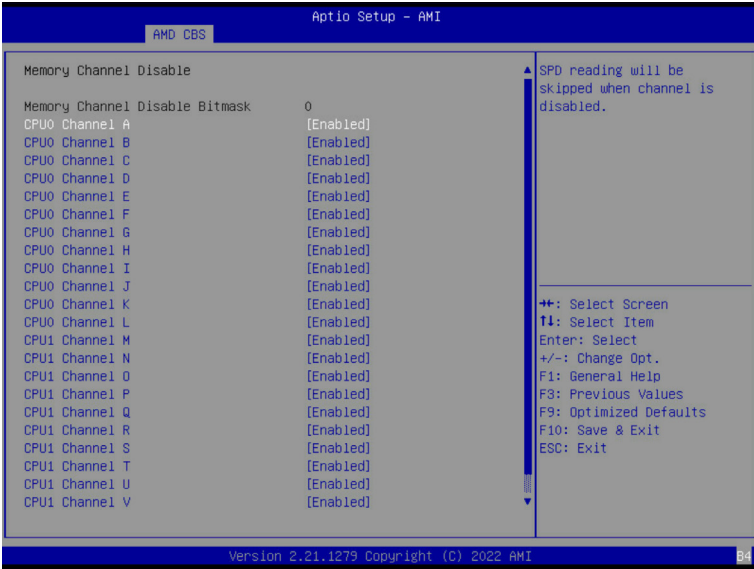 Aptio Setup – AMI
AMD CBS
Memory Channel Disable
Memory Channel Disable Bitmask 0
CPU0 Channel A [Enabled]
CPU0 Channel B [Enabled]
CPU0 Channel C [Enabled]
CPU0 Channel D [Enabled]
CPU0 Channel E [Enabled]
CPU0 Channel F [Enabled]
CPU0 Channel G [Enabled]
CPU0 Channel H [Enabled]
CPU0 Channel I [Enabled]
CPU0 Channel J [Enabled]
CPU0 Channel K [Enabled]
CPU0 Channel L [Enabled]
CPU1 Channel M [Enabled]
CPU1 Channel N [Enabled]
CPU1 Channel O [Enabled]
CPU1 Channel P [Enabled]
CPU1 Channel Q [Enabled]
CPU1 Channel R [Enabled]
CPU1 Channel S [Enabled]
CPU1 Channel T [Enabled]
CPU1 Channel U [Enabled]
CPU1 Channel V [Enabled]
SPD reading will be
skipped when channel is
disabled.
→←: Select Screen
↑↓: Select Item
Enter: Select
+/-: Change Opt.
F1: General Help
F3: Previous Values
F9: Optimized Defaults
F10: Save & Exit
ESC: Exit
Version 2.21.1279 Copyright (C) 2022 AMI
B4